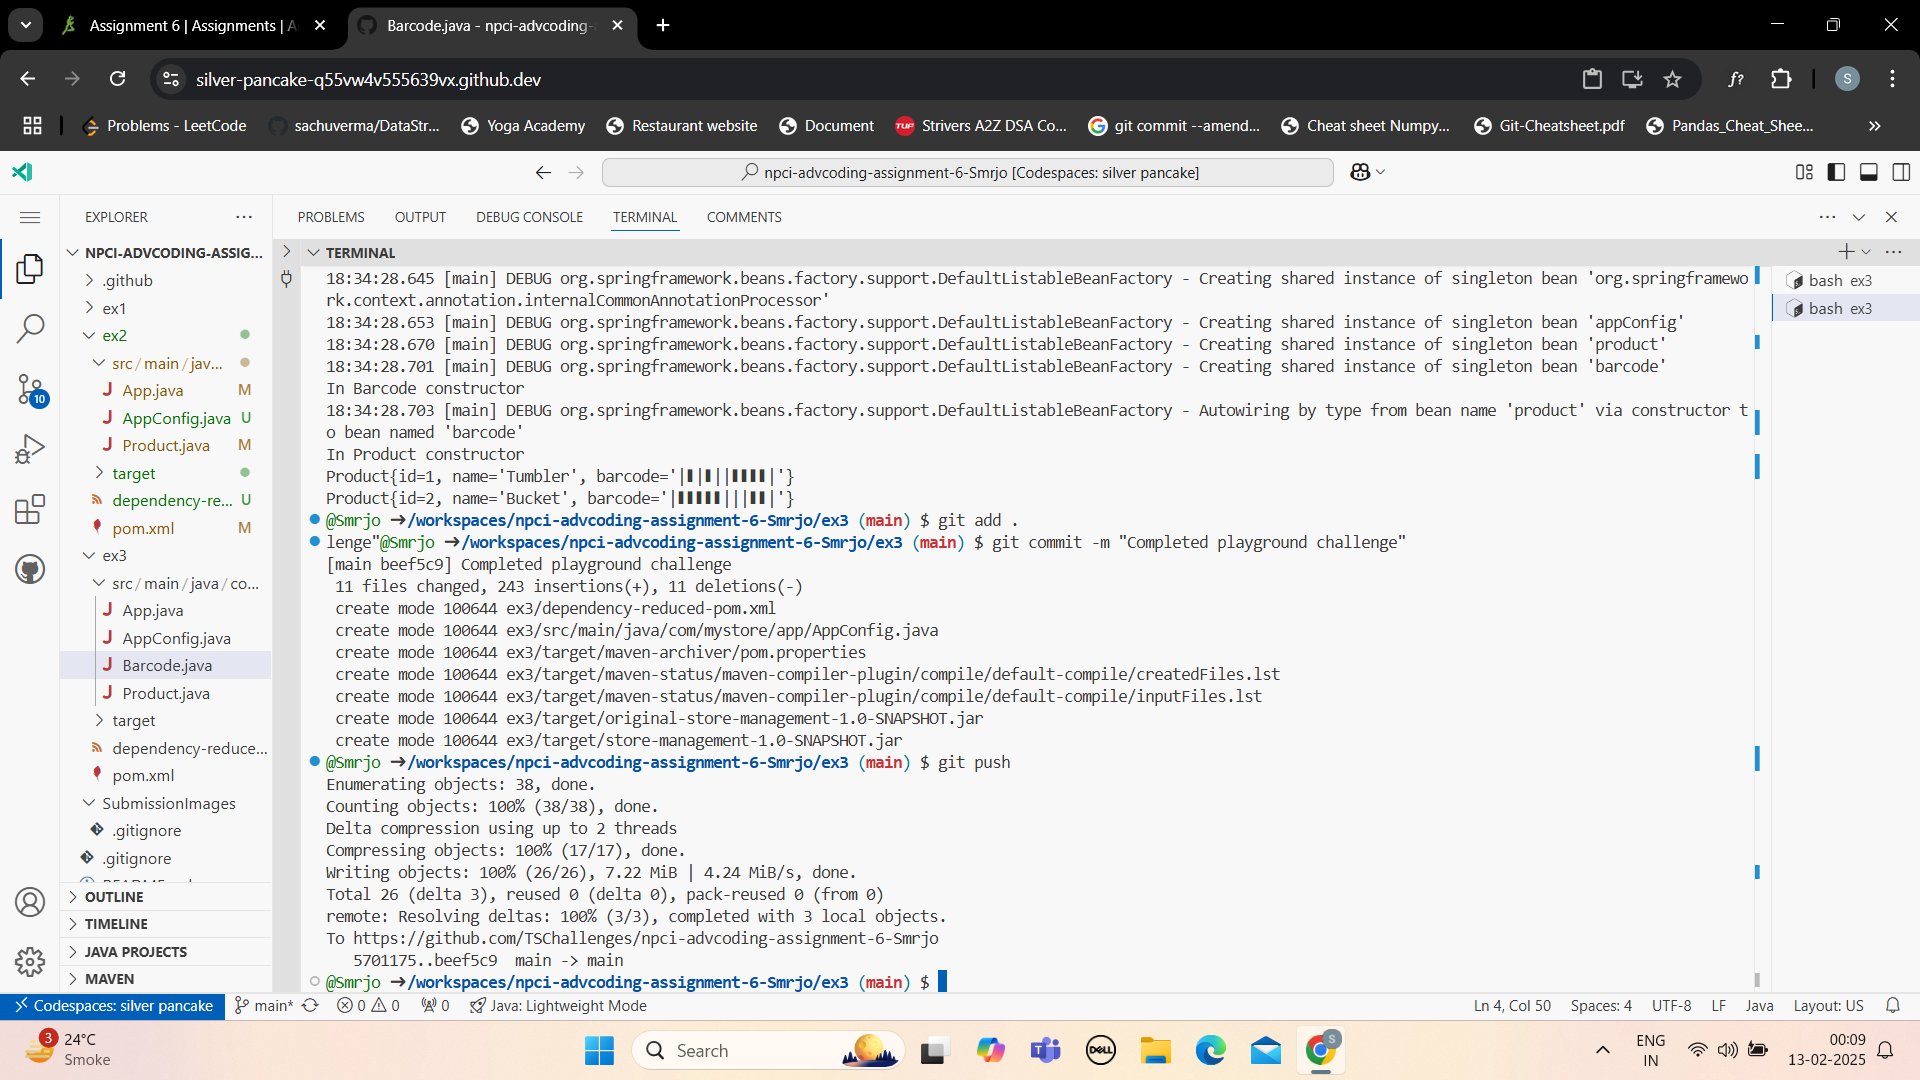 Assignment 6 | Assignments | A
Barcode.java - npci-advcoding-
silver-pancake-q55vw4v555639vx.github.dev
S
Problems - LeetCode
sachuverma/DataStr...
Yoga Academy
Restaurant website
Document
TUF Strivers A2Z DSA Co...
git commit --amend...
Cheat sheet Numpy...
Git-Cheatsheet.pdf
Pandas_Cheat_Shee...
npci-advcoding-assignment-6-Smrjo [Codespaces: silver pancake]
EXPLORER
PROBLEMS
OUTPUT
DEBUG CONSOLE
TERMINAL
COMMENTS
NPCI-ADVCODING-ASSIG...
.github
ex1
ex2
src / main / jav...
App.java M
AppConfig.java U
Product.java M
target
dependency-re... U
pom.xml M
ex3
src / main / java / co...
App.java
AppConfig.java
Barcode.java
Product.java
target
dependency-reduce...
pom.xml
SubmissionImages
.gitignore
.gitignore
OUTLINE
TIMELINE
JAVA PROJECTS
MAVEN
10
TERMINAL
18:34:28.645 [main] DEBUG org.springframework.beans.factory.support.DefaultListableBeanFactory - Creating shared instance of singleton bean 'org.springframewo
rk.context.annotation.internalCommonAnnotationProcessor'
18:34:28.653 [main] DEBUG org.springframework.beans.factory.support.DefaultListableBeanFactory - Creating shared instance of singleton bean 'appConfig'
18:34:28.670 [main] DEBUG org.springframework.beans.factory.support.DefaultListableBeanFactory - Creating shared instance of singleton bean 'product'
18:34:28.701 [main] DEBUG org.springframework.beans.factory.support.DefaultListableBeanFactory - Creating shared instance of singleton bean 'barcode'
In Barcode constructor
18:34:28.703 [main] DEBUG org.springframework.beans.factory.support.DefaultListableBeanFactory - Autowiring by type from bean name 'product' via constructor t
o bean named 'barcode'
In Product constructor
Product{id=1, name='Tumbler', barcode='|▮|▮||▮▮▮▮|'}
Product{id=2, name='Bucket', barcode='|▮▮▮▮▮|||▮▮|'}
@Smrjo ➜/workspaces/npci-advcoding-assignment-6-Smrjo/ex3 (main) $ git add .
lenge"@Smrjo ➜/workspaces/npci-advcoding-assignment-6-Smrjo/ex3 (main) $ git commit -m "Completed playground challenge"
[main beef5c9] Completed playground challenge
11 files changed, 243 insertions(+), 11 deletions(-)
create mode 100644 ex3/dependency-reduced-pom.xml
create mode 100644 ex3/src/main/java/com/mystore/app/AppConfig.java
create mode 100644 ex3/target/maven-archiver/pom.properties
create mode 100644 ex3/target/maven-status/maven-compiler-plugin/compile/default-compile/createdFiles.lst
create mode 100644 ex3/target/maven-status/maven-compiler-plugin/compile/default-compile/inputFiles.lst
create mode 100644 ex3/target/original-store-management-1.0-SNAPSHOT.jar
create mode 100644 ex3/target/store-management-1.0-SNAPSHOT.jar
@Smrjo ➜/workspaces/npci-advcoding-assignment-6-Smrjo/ex3 (main) $ git push
Enumerating objects: 38, done.
Counting objects: 100% (38/38), done.
Delta compression using up to 2 threads
Compressing objects: 100% (17/17), done.
Writing objects: 100% (26/26), 7.22 MiB | 4.24 MiB/s, done.
Total 26 (delta 3), reused 0 (delta 0), pack-reused 0 (from 0)
remote: Resolving deltas: 100% (3/3), completed with 3 local objects.
To https://github.com/TSChallenges/npci-advcoding-assignment-6-Smrjo
5701175..beef5c9 main -> main
@Smrjo ➜/workspaces/npci-advcoding-assignment-6-Smrjo/ex3 (main) $
bash ex3
bash ex3
Codespaces: silver pancake
main*
0 0
0
Java: Lightweight Mode
Ln 4, Col 50
Spaces: 4
UTF-8
LF
Java
Layout: US
3
24°C
Smoke
Search
DELL
S
ENG
IN
00:09
13-02-2025